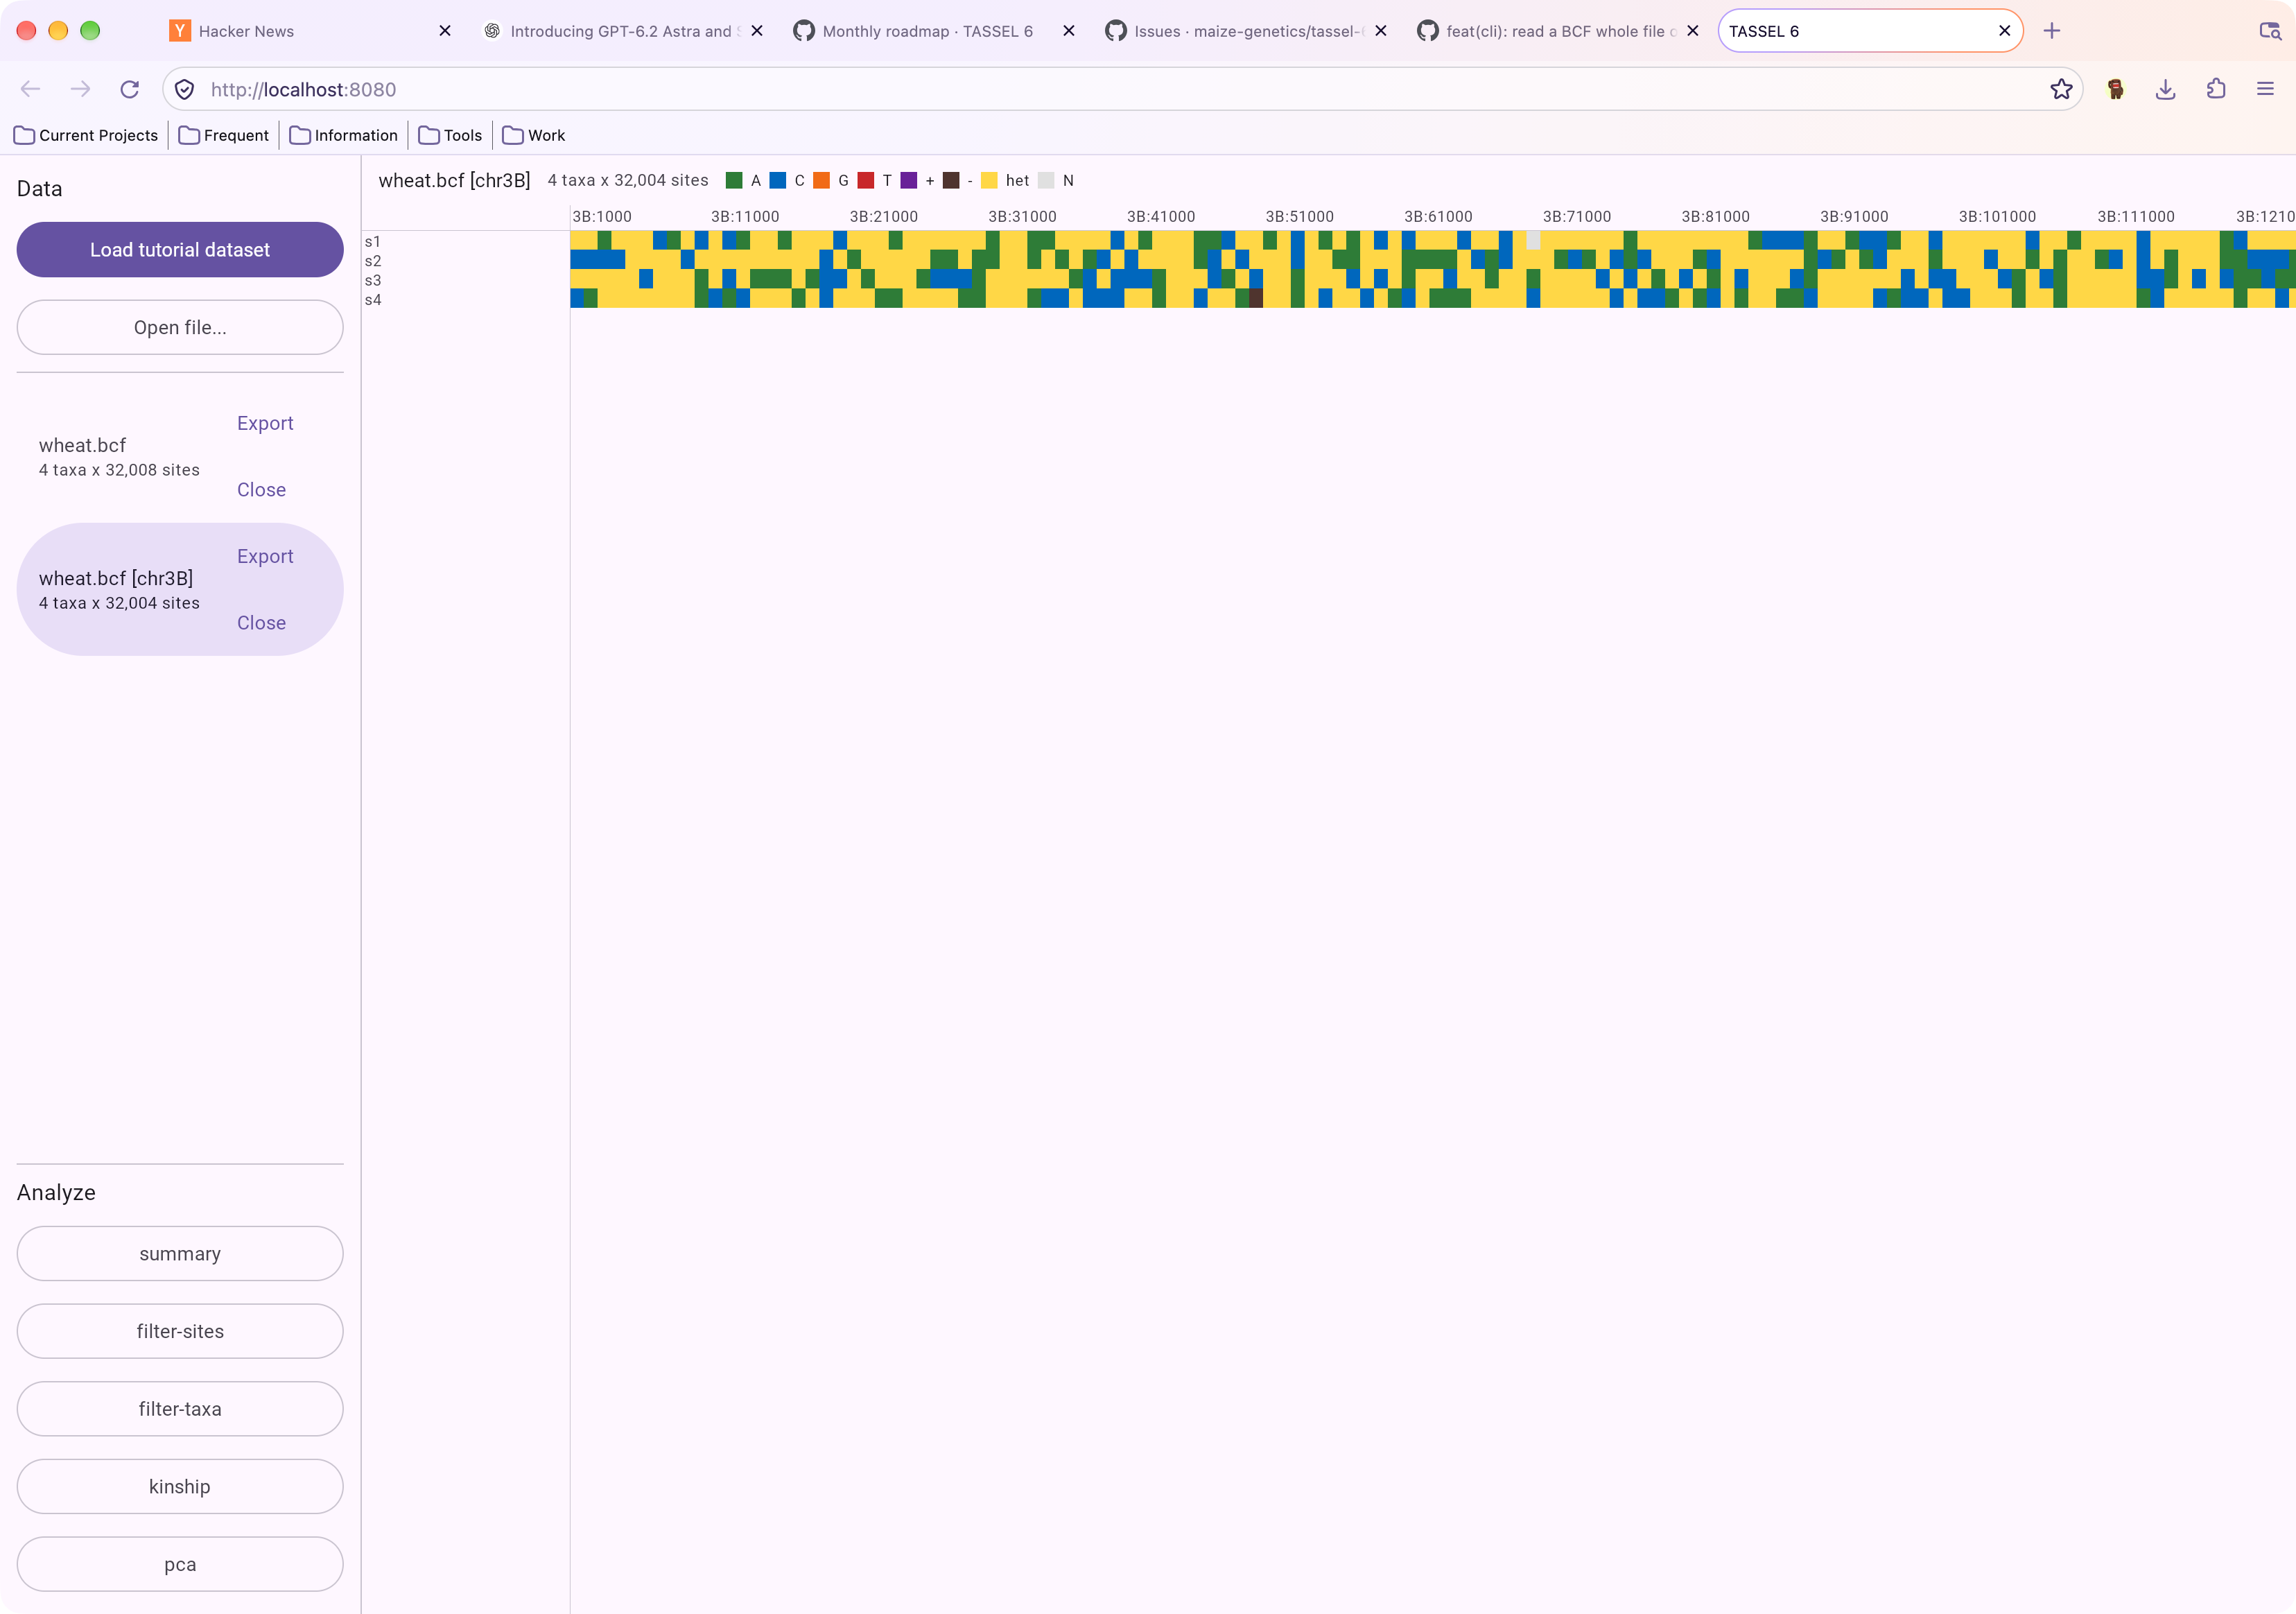 Hacker News
Introducing GPT-6.2 Astra and
Monthly roadmap · TASSEL 6
Issues · maize-genetics/tassel-
feat(cli): read a BCF whole file
TASSEL 6
http://localhost:8080
Current Projects
Frequent
Information
Tools
Work
Data
Load tutorial dataset
Open file...
wheat.bcf
4 taxa x 32,008 sites
Export
Close
wheat.bcf [chr3B]
4 taxa x 32,004 sites
Export
Close
Analyze
summary
filter-sites
filter-taxa
kinship
pca
wheat.bcf [chr3B] 4 taxa x 32,004 sites A C G T + - het N
3B:1000 3B:11000 3B:21000 3B:31000 3B:41000 3B:51000 3B:61000 3B:71000 3B:81000 3B:91000 3B:101000 3B:111000 3B:1210
s1
s2
s3
s4